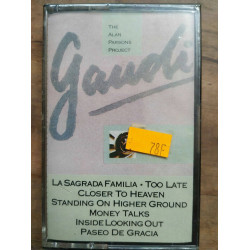 THE
ALAN
PARSONS
PROJECT
gaudi
28F
LA SAGRADA FAMILIA · TOO LATE
CLOSER TO HEAVEN
STANDING ON HIGHER GROUND
MONEY TALKS
INSIDE LOOKING OUT
PASEO DE GRACIA